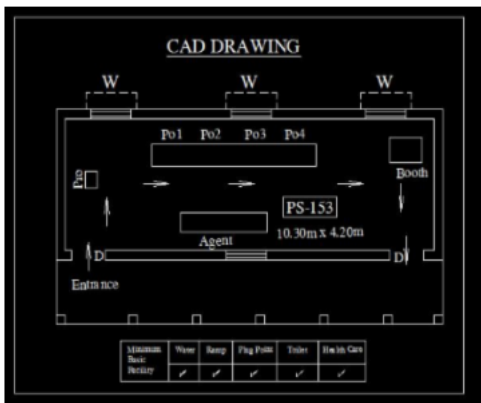 CAD DRAWING
W W W
Po1 Po2 Po3 Po4
Pro
Booth
PS-153
10.30m x 4.20m
Agent
D D
Entrance
Minimum Basic Facility Water Ramp Plug Point Toilet Health Care
✓ ✓ ✓ ✓ ✓